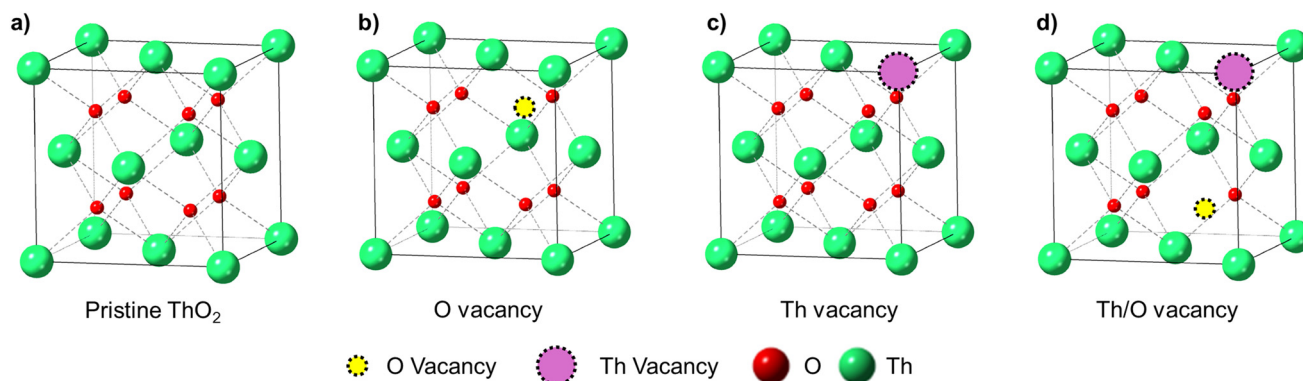 a) b) c) d)
Pristine ThO₂ O vacancy Th vacancy Th/O vacancy
O Vacancy Th Vacancy O Th